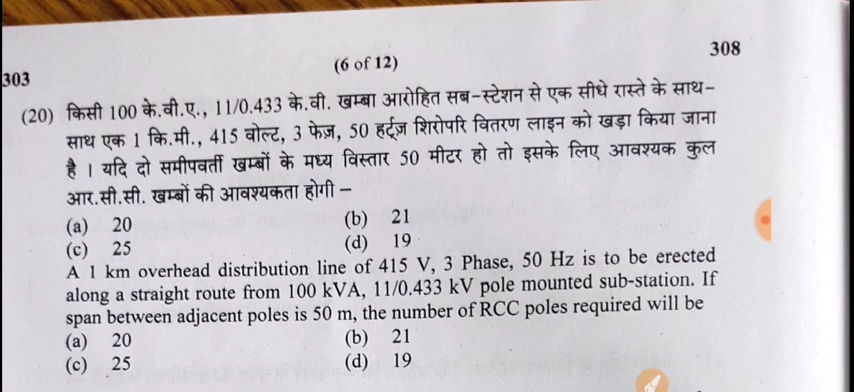 303
(6 of 12)
308
(20) किसी 100 के.वी.ए., 11/0.433 के.वी. खम्बा आरोहित सब-स्टेशन से एक सीधे रास्ते के साथ-
साथ एक 1 कि.मी., 415 वोल्ट, 3 फेज़, 50 हर्ट्ज़ शिरोपरि वितरण लाइन को खड़ा किया जाना
है । यदि दो समीपवर्ती खम्बों के मध्य विस्तार 50 मीटर हो तो इसके लिए आवश्यक कुल
आर.सी.सी. खम्बों की आवश्यकता होगी –
(a) 20 (b) 21
(c) 25 (d) 19
A 1 km overhead distribution line of 415 V, 3 Phase, 50 Hz is to be erected
along a straight route from 100 kVA, 11/0.433 kV pole mounted sub-station. If
span between adjacent poles is 50 m, the number of RCC poles required will be
(a) 20 (b) 21
(c) 25 (d) 19